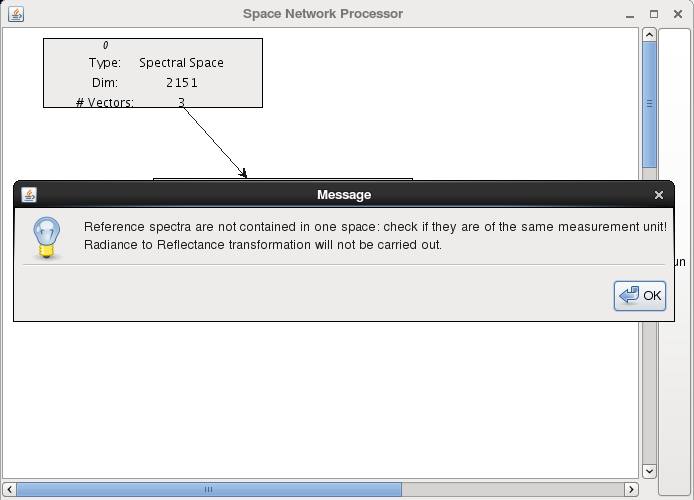 Space Network Processor
0
Type: Spectral Space
Dim: 2151
# Vectors: 3
Message
Reference spectra are not contained in one space: check if they are of the same measurement unit!
Radiance to Reflectance transformation will not be carried out.
OK